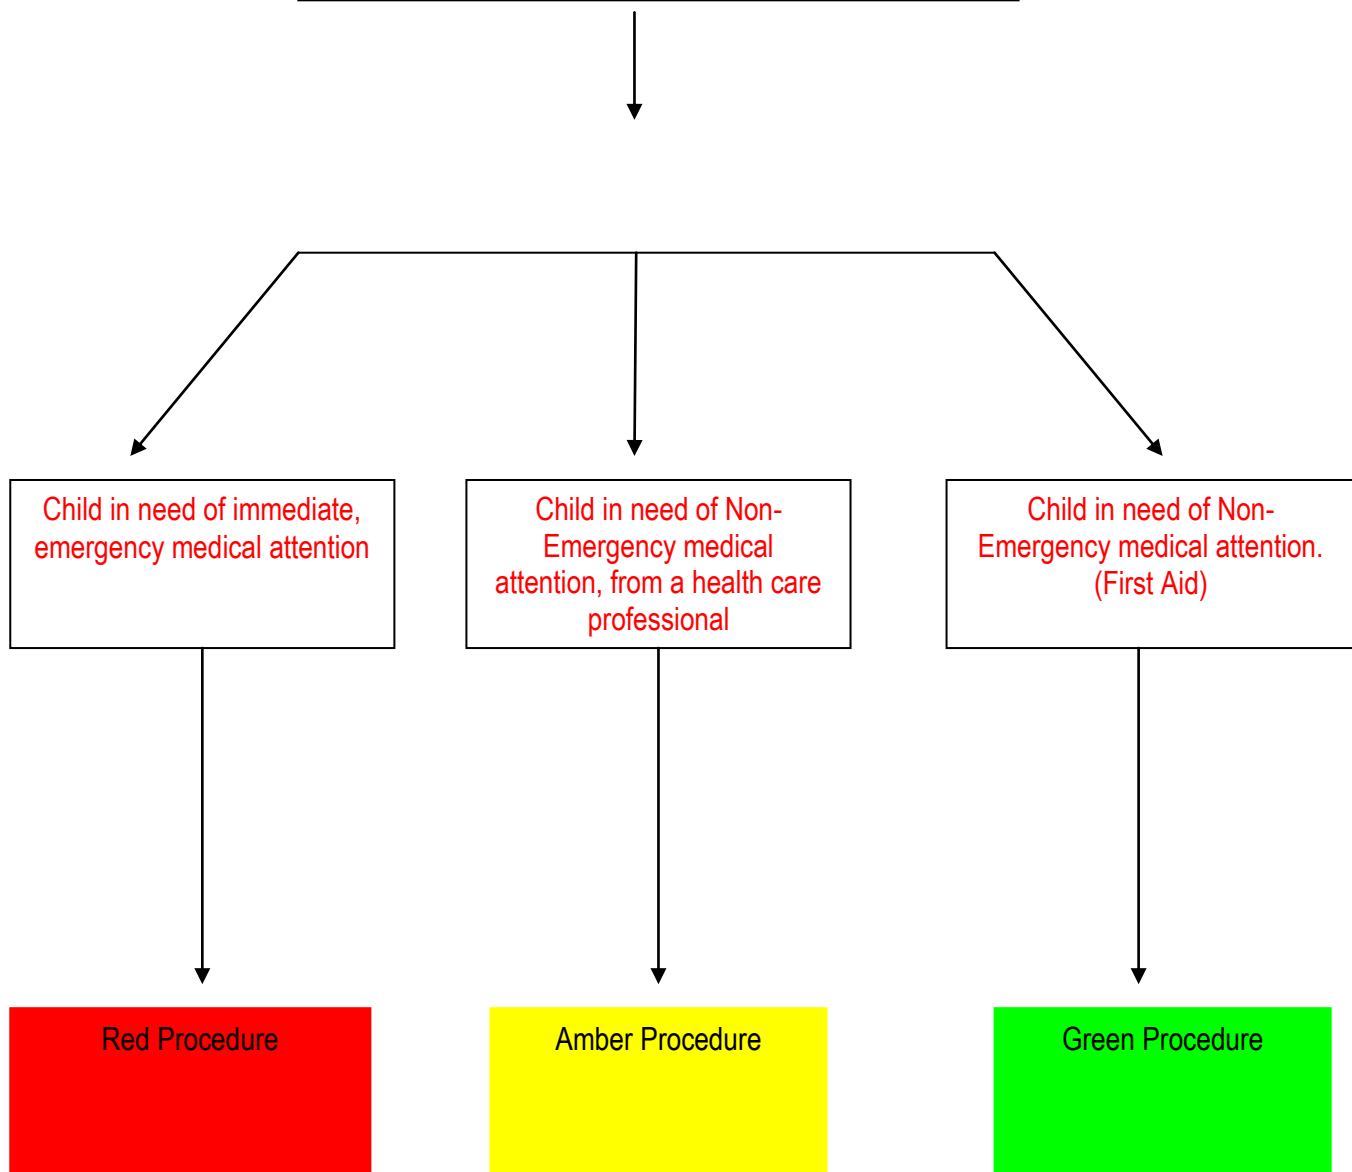 Child in need of immediate,
emergency medical attention
Child in need of Non-
Emergency medical
attention, from a health care
professional
Child in need of Non-
Emergency medical attention.
(First Aid)
Red Procedure
Amber Procedure
Green Procedure